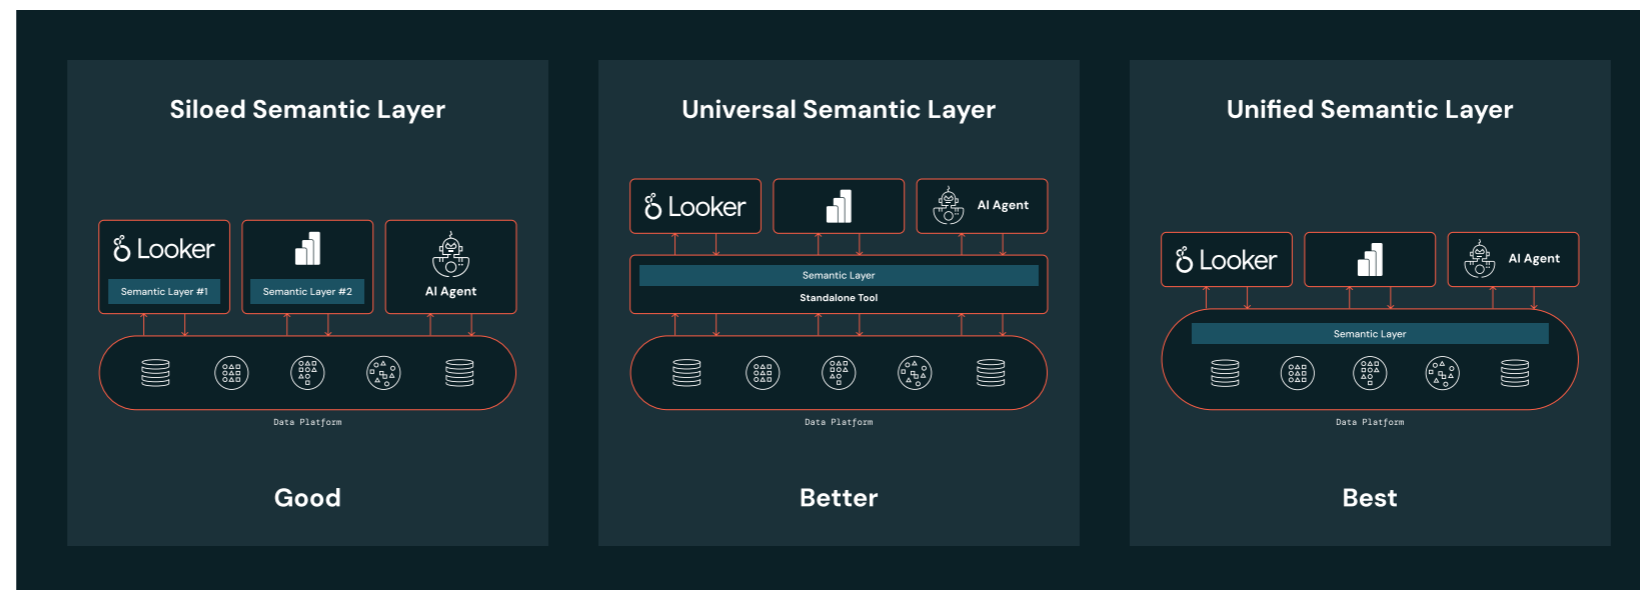 Siloed Semantic Layer
Looker
Semantic Layer #1
Semantic Layer #2
AI Agent
Data Platform
Good
Universal Semantic Layer
Looker
AI Agent
Semantic Layer
Standalone Tool
Data Platform
Better
Unified Semantic Layer
Looker
AI Agent
Semantic Layer
Data Platform
Best